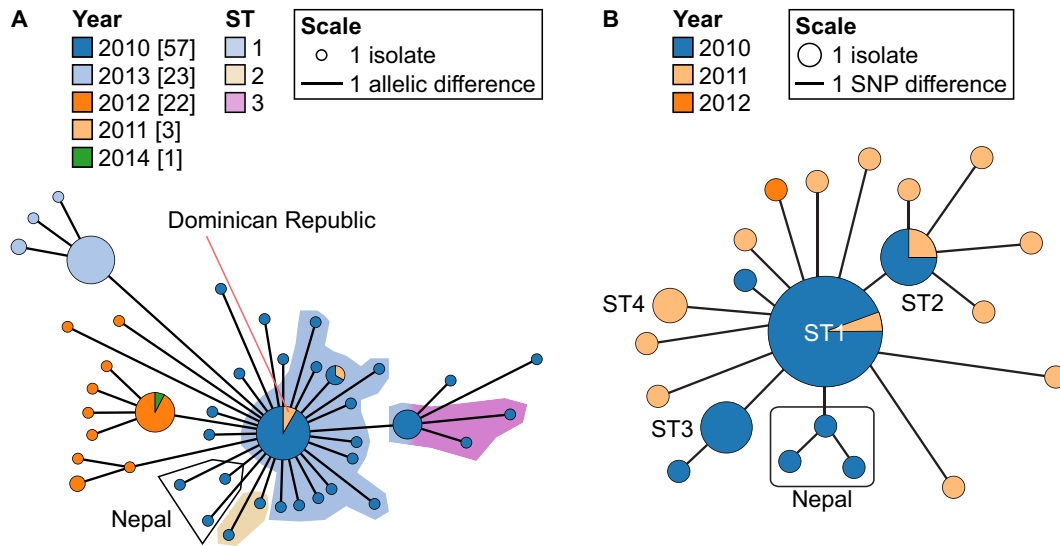 A
Year
2010 [57]
2013 [23]
2012 [22]
2011 [3]
2014 [1]
ST
1
2
3
Scale
1 isolate
1 allelic difference
Dominican Republic
Nepal
B
Year
2010
2011
2012
Scale
1 isolate
1 SNP difference
ST4
ST1
ST2
ST3
Nepal